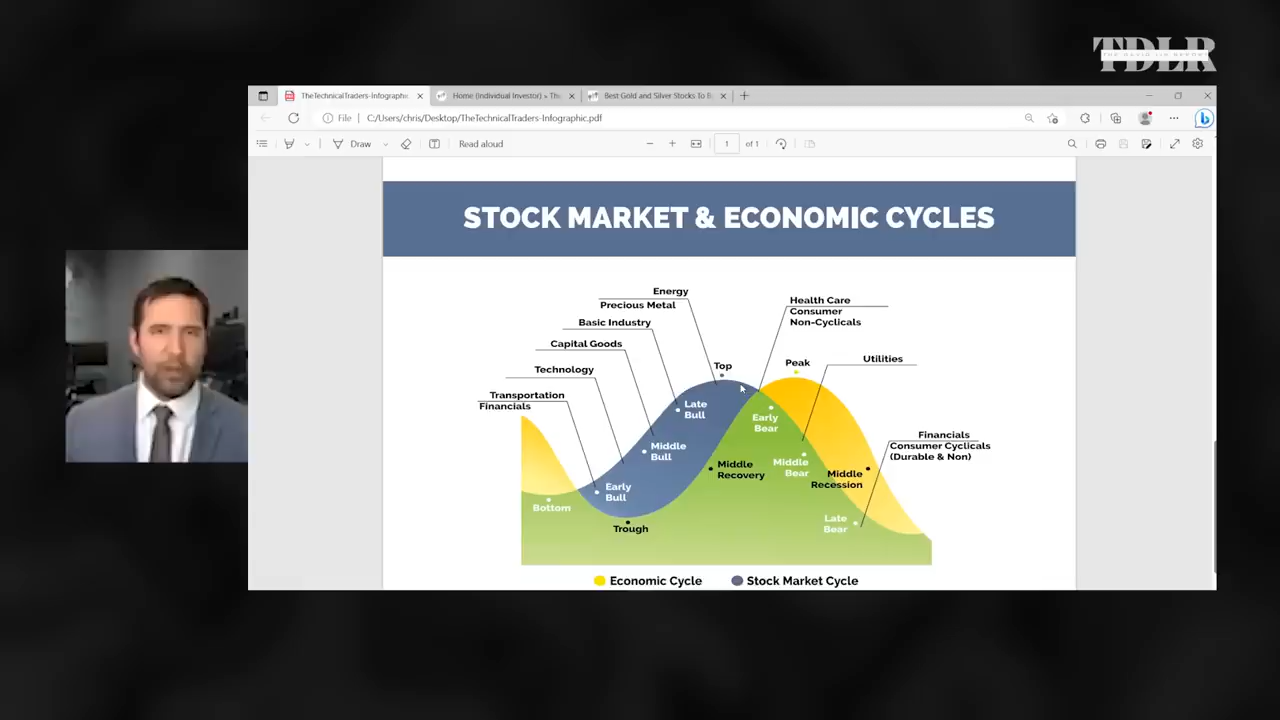 TDLR
TheTechnicalTraders-Infographic.
Home (Individual Investor) » The
Best Gold and Silver Stocks To B
File
C:/Users/chris/Desktop/TheTechnicalTraders-Infographic.pdf
Draw
Read aloud
1
of 1
STOCK MARKET & ECONOMIC CYCLES
Energy
Precious Metal
Basic Industry
Capital Goods
Technology
Transportation
Financials
Health Care
Consumer
Non-Cyclicals
Top
Peak
Utilities
Late
Bull
Early
Bear
Financials
Consumer Cyclicals
(Durable & Non)
Middle
Bull
Middle
Recovery
Middle
Bear
Middle
Recession
Early
Bull
Bottom
Trough
Late
Bear
Economic Cycle
Stock Market Cycle